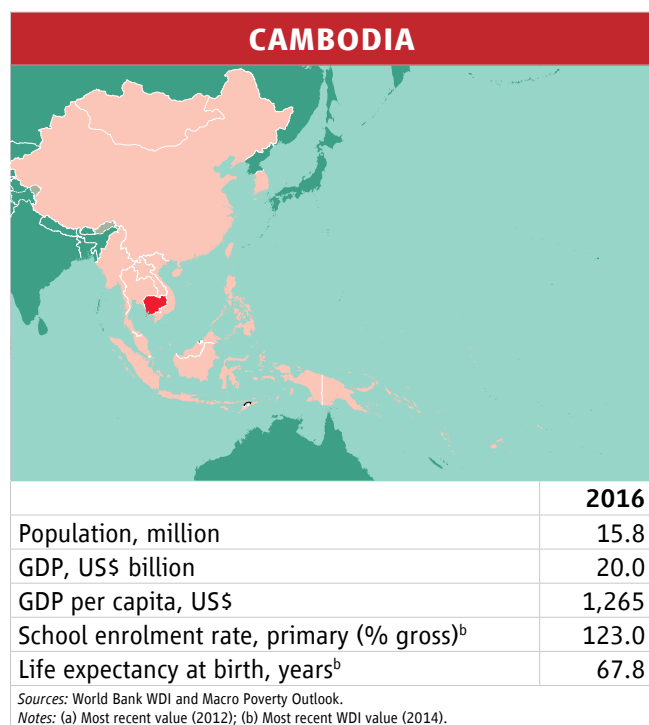 CAMBODIA
2016
Population, million 15.8
GDP, US$ billion 20.0
GDP per capita, US$ 1,265
School enrolment rate, primary (% gross)ᵇ 123.0
Life expectancy at birth, yearsᵇ 67.8
Sources: World Bank WDI and Macro Poverty Outlook.
Notes: (a) Most recent value (2012); (b) Most recent WDI value (2014).